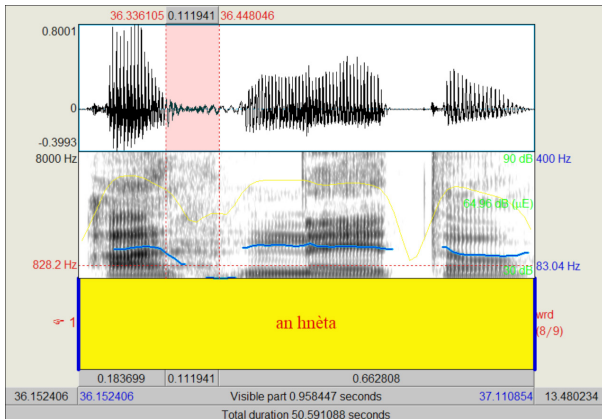 36.336105 0.111941 36.448046
0.8001
0
-0.3993
8000 Hz 90 dB 400 Hz
64.96 dB (µE)
828.2 Hz 83.04 Hz
1 an hnèta wrd
(8/9)
0.183699 0.111941 0.662808
36.152406 36.152406 Visible part 0.958447 seconds 37.110854 13.480234
Total duration 50.591088 seconds